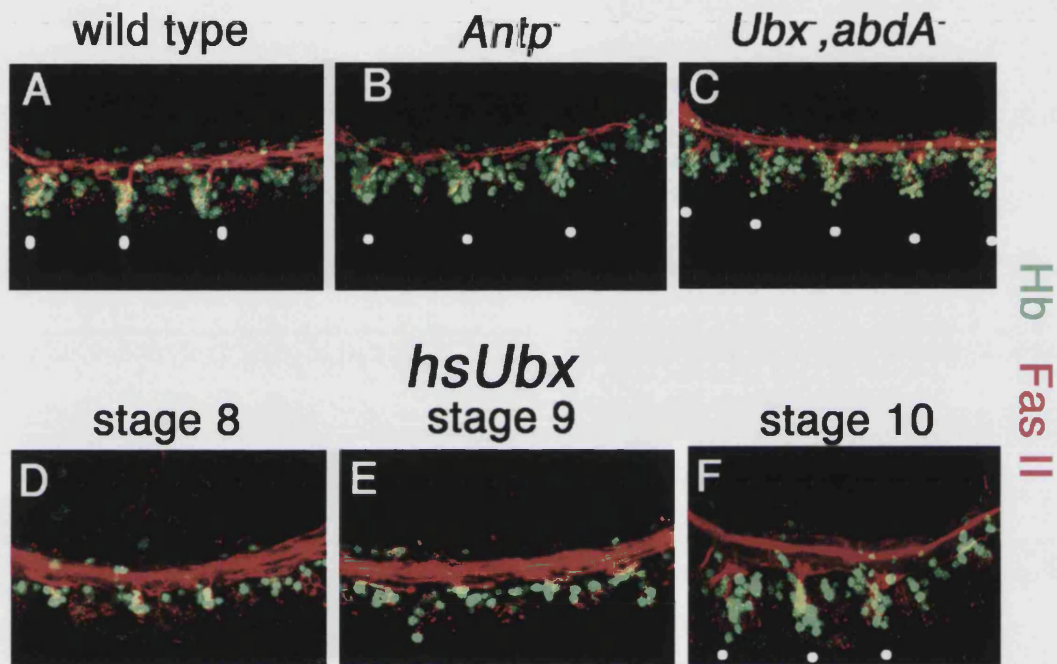 wild type
Antp-
Ubx-,abdA-
A
B
C
hsUbx
stage 8
stage 9
stage 10
D
E
F
Hb Fas II